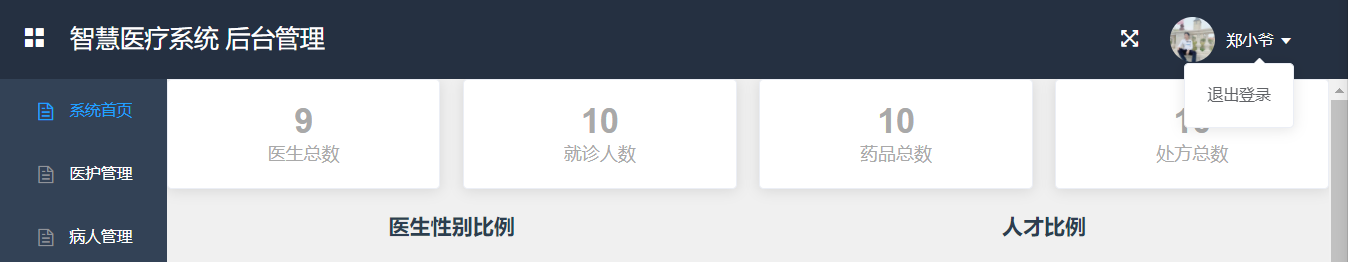 智慧医疗系统 后台管理
郑小爷
退出登录
系统首页
医护管理
病人管理
9
医生总数
10
就诊人数
10
药品总数
处方总数
医生性别比例
人才比例